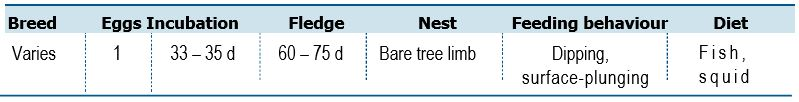 Breed Eggs Incubation Fledge Nest Feeding behaviour Diet
Varies 1 33 – 35 d 60 – 75 d Bare tree limb Dipping, Fish,
surface-plunging squid